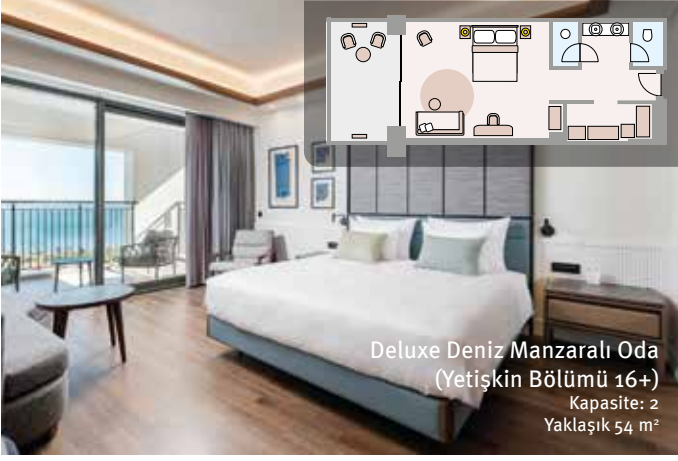 Deluxe Deniz Manzaralı Oda
(Yetişkin Bölümü 16+)
Kapasite: 2
Yaklaşık 54 m²